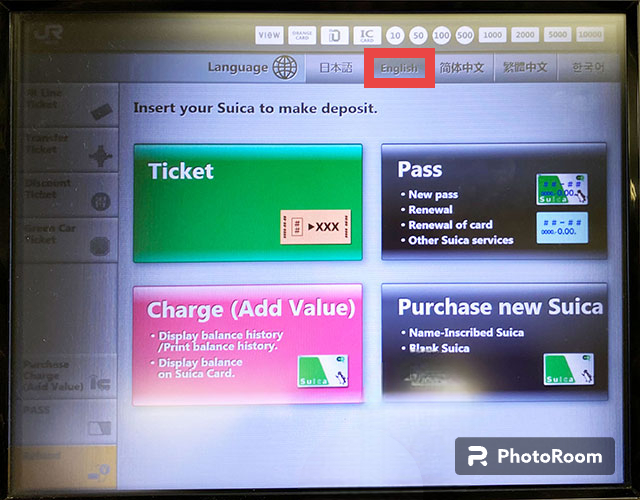 JR
VIEW
ORANGE CARD
iD
IC CARD
10
50
100
500
1000
2000
5000
10000
Language
日本語
English
简体中文
繁體中文
한국어
Ticket
Transfer
Ticket
Discount
Ticket
Green Car
Ticket
Purchase
Charge
(Add Value)
PASS
Refund
Insert your Suica to make deposit.
Ticket
▶XXX
Pass
• New pass
• Renewal
• Renewal of card
• Other Suica services
Suica
Charge (Add Value)
• Display balance history
/Print balance history.
• Display balance
on Suica Card.
Suica
Purchase new Suica
• Name-Inscribed Suica
• Blank Suica
Suica
PhotoRoom